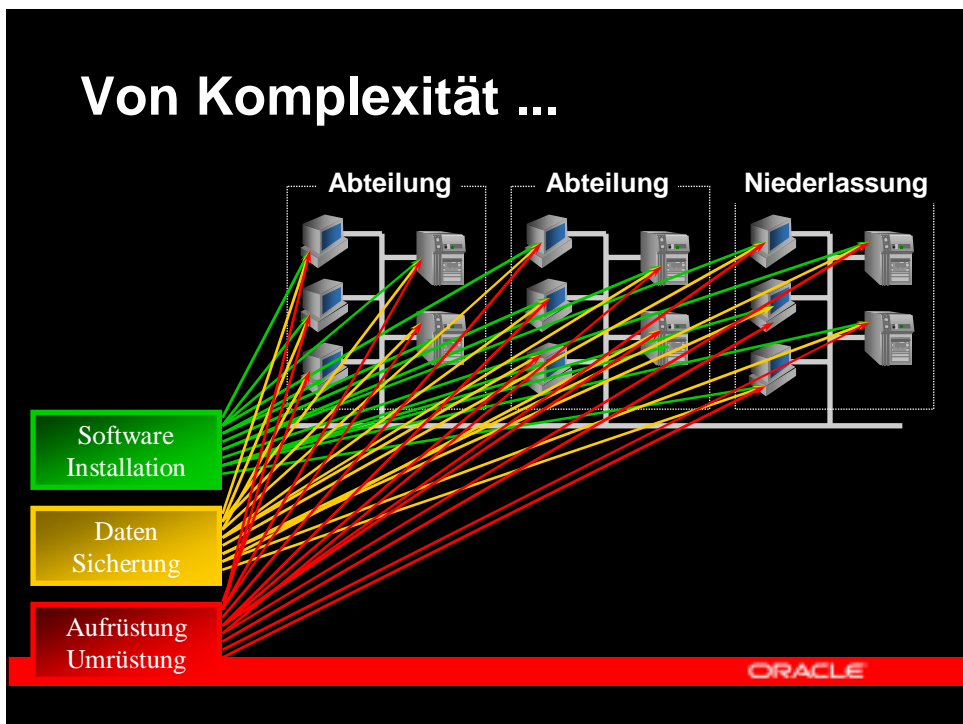 Von Komplexität ...
Abteilung
Abteilung
Niederlassung
Software
Installation
Daten
Sicherung
Aufrüstung
Umrüstung
ORACLE